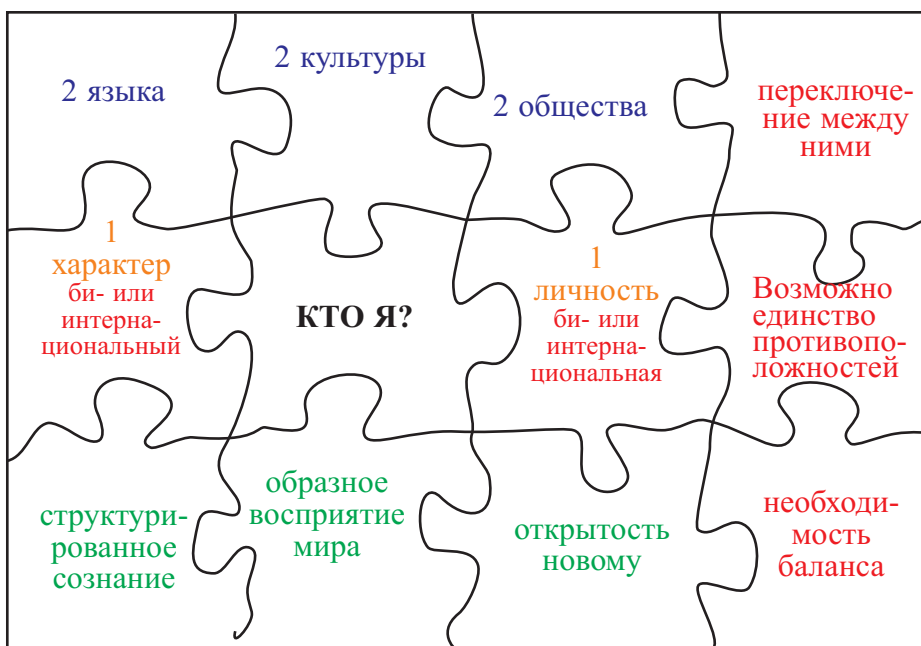 2 языка
2 культуры
2 общества
переключе-
ние между
ними
1
характер
би- или
интерна-
циональный
КТО Я?
1
личность
би- или
интерна-
циональная
Возможно
единство
противопо-
ложностей
структури-
рованное
сознание
образное
восприятие
мира
открытость
новому
необходи-
мость
баланса